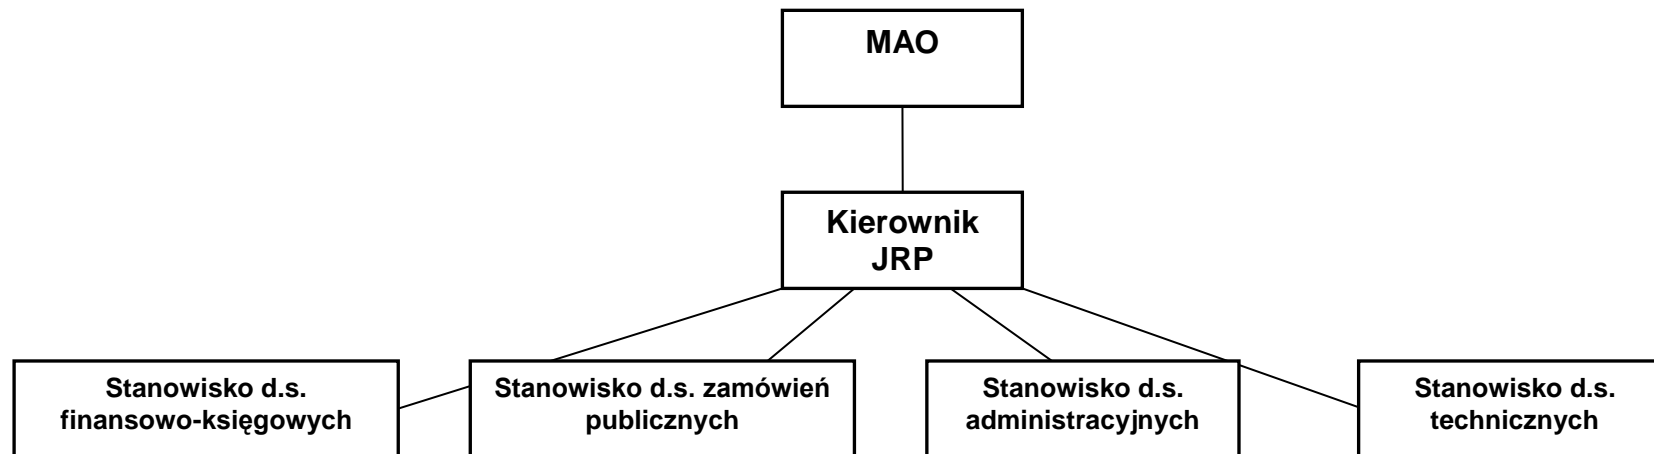 MAO
Kierownik
JRP
Stanowisko d.s.
finansowo-księgowych
Stanowisko d.s. zamówień
publicznych
Stanowisko d.s.
administracyjnych
Stanowisko d.s.
technicznych